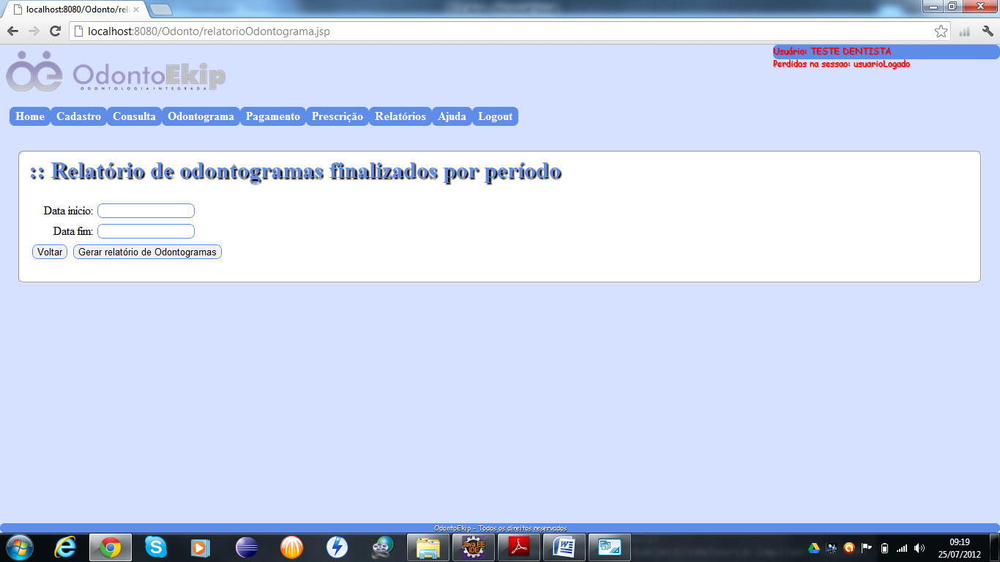 localhost:8080/Odonto/rel
localhost:8080/Odonto/relatorioOdontograma.jsp
Usuário: TESTE DENTISTA
Perdidos na sessao: usuarioLogado
OdontoEkip
ODONTOLOGIAINTEGRADA
Home Cadastro Consulta Odontograma Pagamento Prescrição Relatórios Ajuda Logout
:: Relatório de odontogramas finalizados por período
Data inicio:
Data fim:
Voltar Gerar relatório de Odontogramas
OdontoEkip - Todos os direitos reservados
Java EE
IDE
09:19
25/07/2012